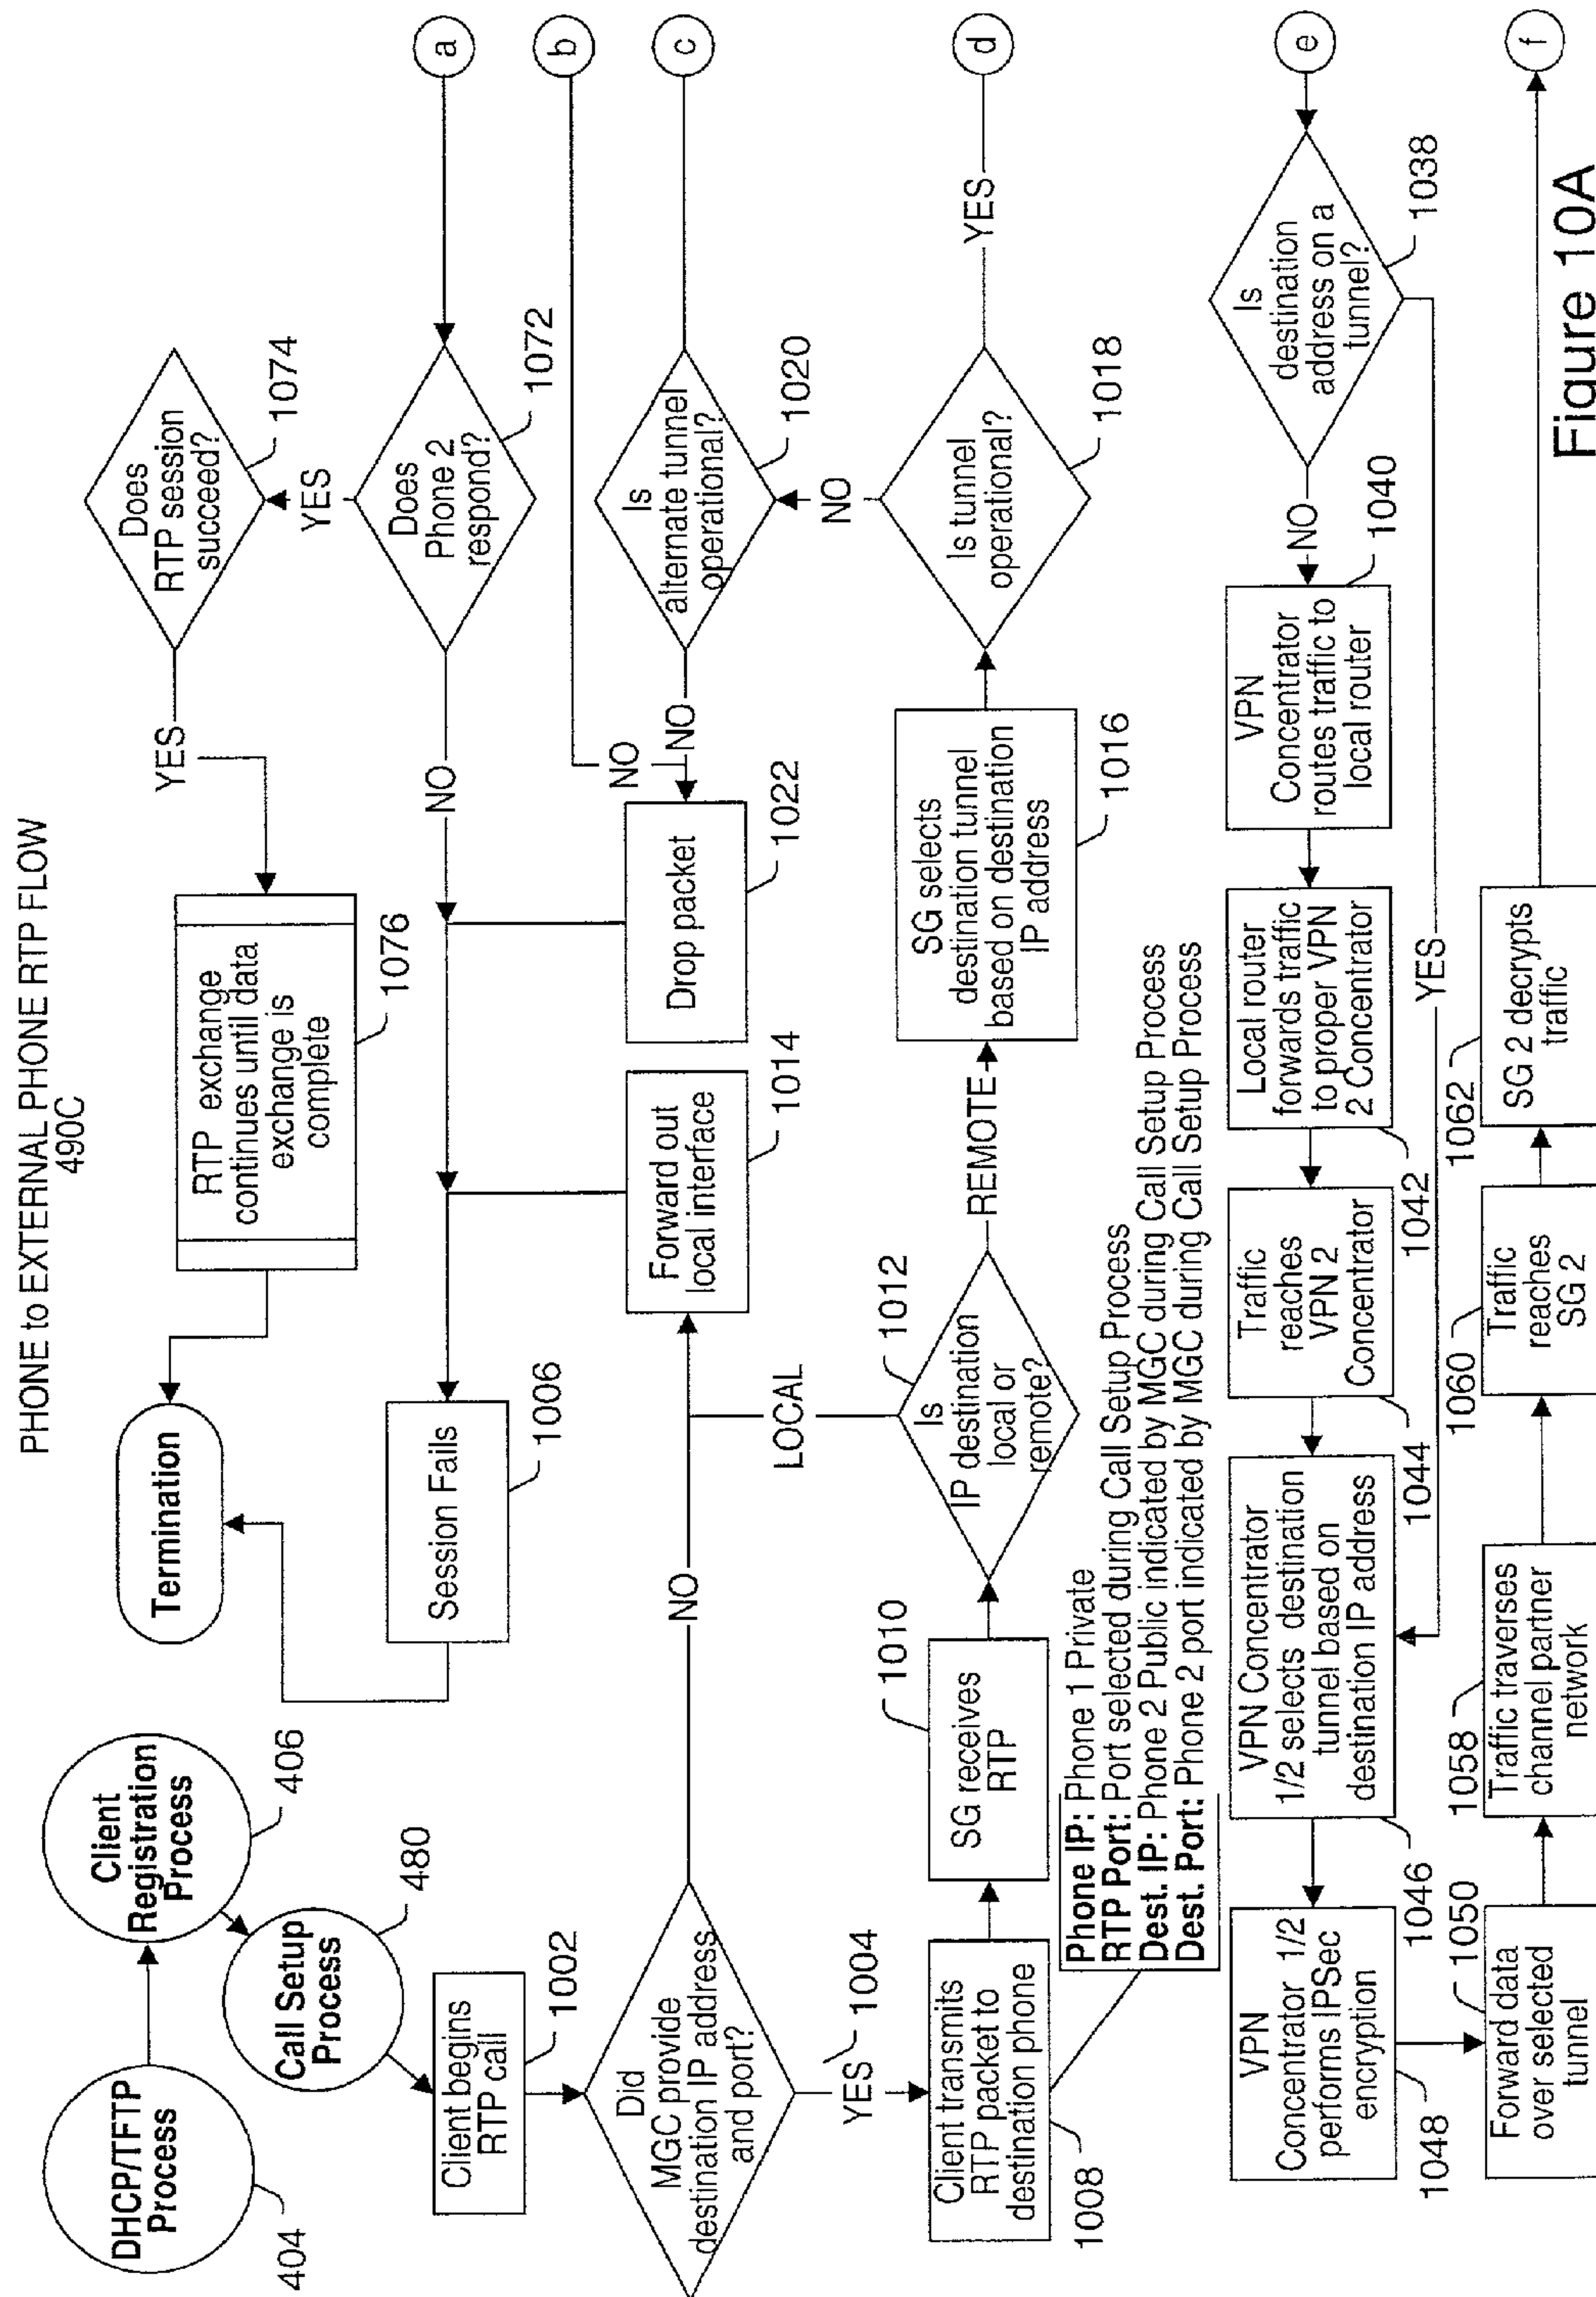 PHONE to EXTERNAL PHONE RTP FLOW
490C
DHCP/TFTP
Process
404
Client
Registration
Process
406
Call Setup
Process
480
Termination
RTP exchange
continues until data
exchange is
complete
1076
YES
Does
RTP session
succeed?
1074
YES
Client begins
RTP call
1002
Session Fails
1006
NO
Does
Phone 2
respond?
1072
a
b
Did
MGC provide
destination IP address
and port?
NO
Forward out
local interface
1014
Drop packet
1022
NO
NO
Is
alternate tunnel
operational?
1020
c
YES
1004
LOCAL
NO
Client transmits
RTP packet to
destination phone
1008
SG receives
RTP
1010
Is
IP destination
local or
remote?
1012
REMOTE
SG selects
destination tunnel
based on destination
IP address
1016
Is tunnel
operational?
1018
YES
d
Phone IP: Phone 1 Private
RTP Port: Port selected during Call Setup Process
Dest. IP: Phone 2 Public indicated by MGC during Call Setup Process
Dest. Port: Phone 2 port indicated by MGC during Call Setup Process
VPN
Concentrator 1/2
performs IPSec
encryption
1048
VPN Concentrator
1/2 selects destination
tunnel based on
destination IP address
1046
Traffic
reaches
VPN 2
Concentrator
1044
Local router
forwards traffic
to proper VPN
2 Concentrator
1042
VPN
Concentrator
routes traffic to
local router
1040
NO
Is
destination
address on a
tunnel?
1038
e
YES
Forward data
over selected
tunnel
1050
Traffic traverses
channel partner
network
1058
Traffic
reaches
SG 2
1060
SG 2 decrypts
traffic
1062
f
Figure 10A